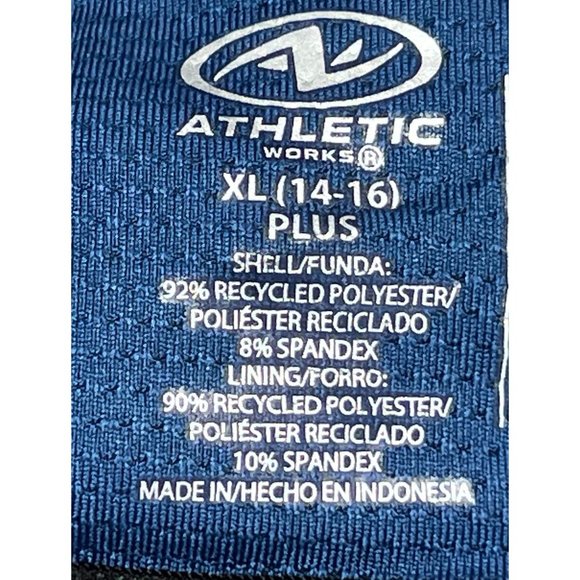 ATHLETIC
WORKS®
XL (14-16)
PLUS
SHELL/FUNDA:
92% RECYCLED POLYESTER/
POLIÉSTER RECICLADO
8% SPANDEX
LINING/FORRO:
90% RECYCLED POLYESTER/
POLIÉSTER RECICLADO
10% SPANDEX
MADE IN/HECHO EN INDONESIA